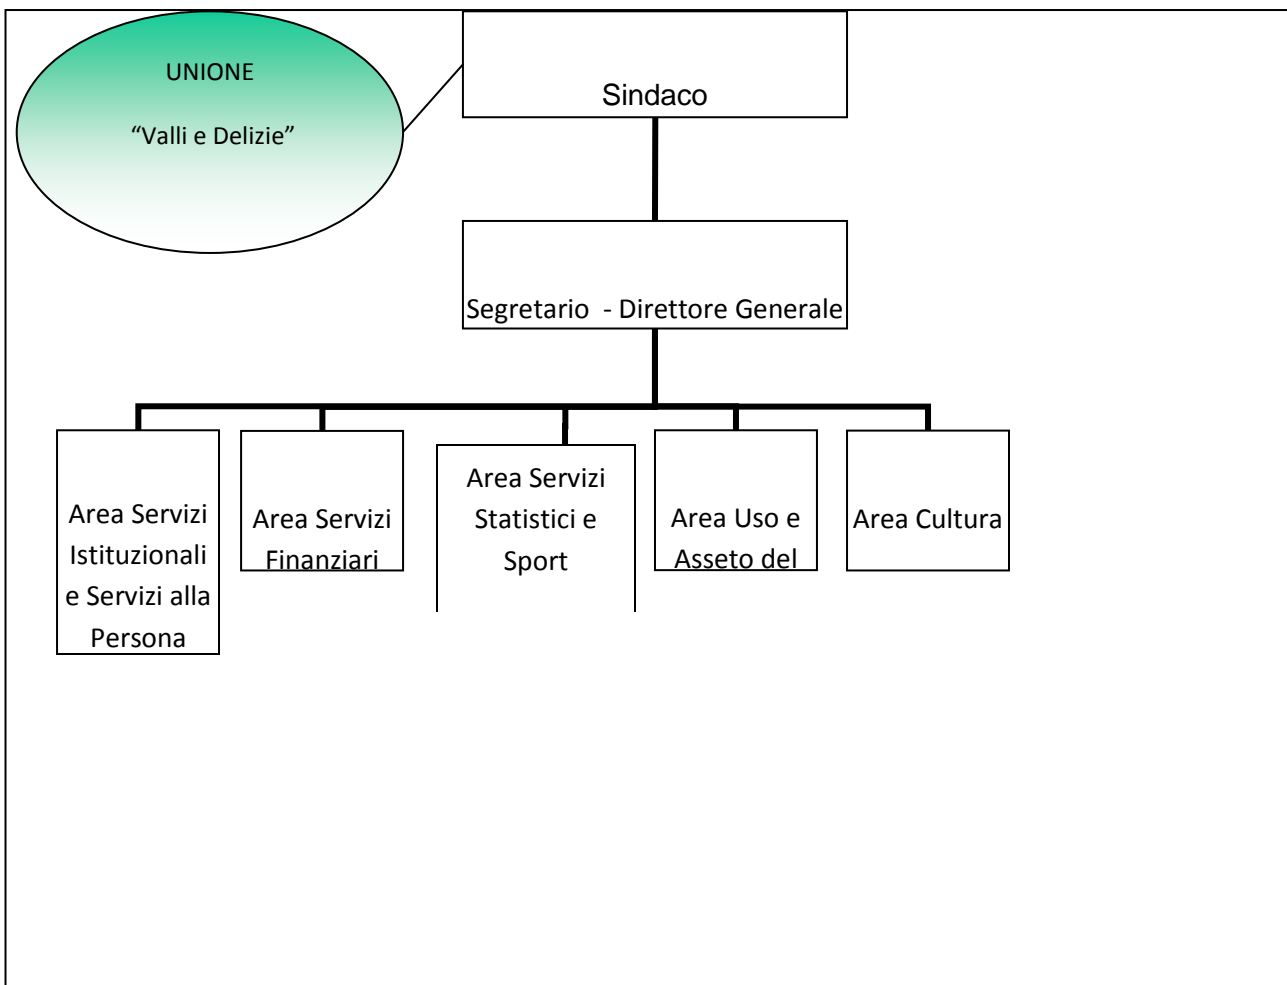 UNIONE
“Valli e Delizie”
Sindaco
Segretario - Direttore Generale
Area Servizi
Istituzionali
e Servizi alla
Persona
Area Servizi
Finanziari
Area Servizi
Statistici e
Sport
Area Uso e
Asseto del
Area Cultura